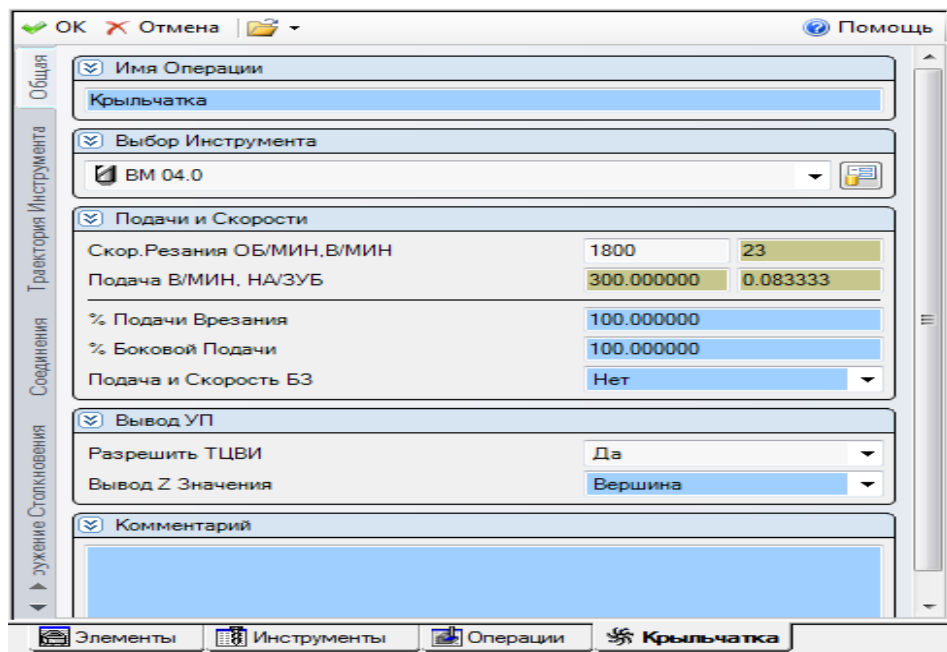 OK Отмена Помощь
Общая
Траектория Инструмента
Соединения
ружение Столкновения
Имя Операции
Крыльчатка
Выбор Инструмента
BM 04.0
Подачи и Скорости
Скор.Резания ОБ/МИН,В/МИН 1800 23
Подача В/МИН, НА/ЗУБ 300.000000 0.083333
% Подачи Врезания 100.000000
% Боковой Подачи 100.000000
Подача и Скорость БЗ Нет
Вывод УП
Разрешить ТЦВИ Да
Вывод Z Значения Вершина
Комментарий
Элементы Инструменты Операции Крыльчатка